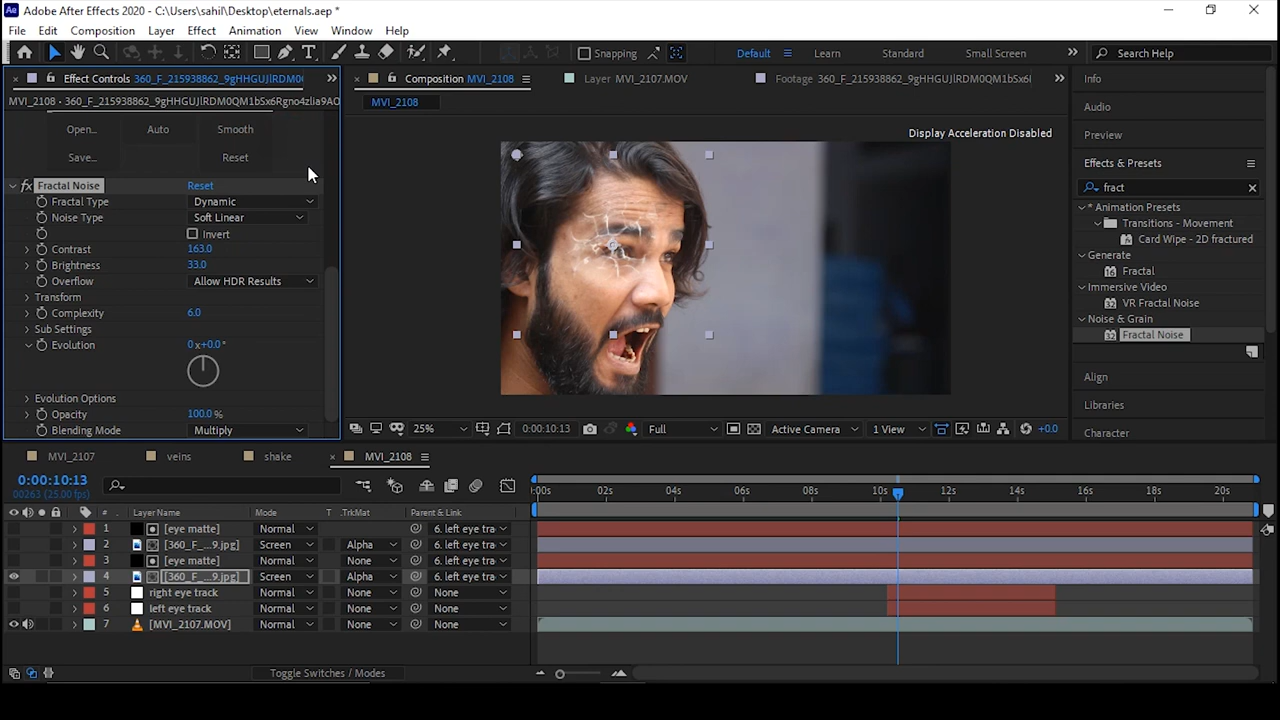 Ae Adobe After Effects 2020 - C:\Users\sahil\Desktop\eternals.aep *
File Edit Composition Layer Effect Animation View Window Help
T Snapping Default Learn Standard Small Screen Search Help
Effect Controls 360_F_215938862_9gHHGUJlRDM0 Composition MVI_2108 Layer MVI_2107.MOV Footage 360_F_215938862_9gHHGUJlRDM0QM1b5x6 Info
MVI_2108 • 360_F_215938862_9gHHGUJlRDM0QM1b5x6Rgno4zlia9AO MVI_2108
Audio
Open... Auto Smooth Display Acceleration Disabled Preview
Save... Reset Effects & Presets
Fractal Noise Reset fract
Fractal Type Dynamic * Animation Presets
Noise Type Soft Linear Transitions - Movement
Invert Card Wipe - 2D fractured
Contrast 163.0 Generate
Brightness 33.0 Fractal
Overflow Allow HDR Results Immersive Video
Transform VR Fractal Noise
Complexity 6.0 Noise & Grain
Sub Settings Fractal Noise
Evolution 0 x+0.0°
Align
Evolution Options Libraries
Opacity 100.0 %
Blending Mode Multiply 25% 0:00:10:13 Full Active Camera 1 View +0.0 Character
MVI_2107 veins shake MVI_2108
0:00:10:13
00263 (25.00 fps) :00s 02s 04s 06s 08s 10s 12s 14s 16s 18s 20s
# Layer Name Mode T .TrkMat Parent & Link
1 [eye matte] Normal 6. left eye tra
2 [360_F_...9.jpg] Screen Alpha 6. left eye tra
3 [eye matte] Normal None 6. left eye tra
4 [360_F_...9.jpg] Screen Alpha 6. left eye tra
5 right eye track Normal None None
6 left eye track Normal None None
7 [MVI_2107.MOV] Normal None None
Toggle Switches / Modes